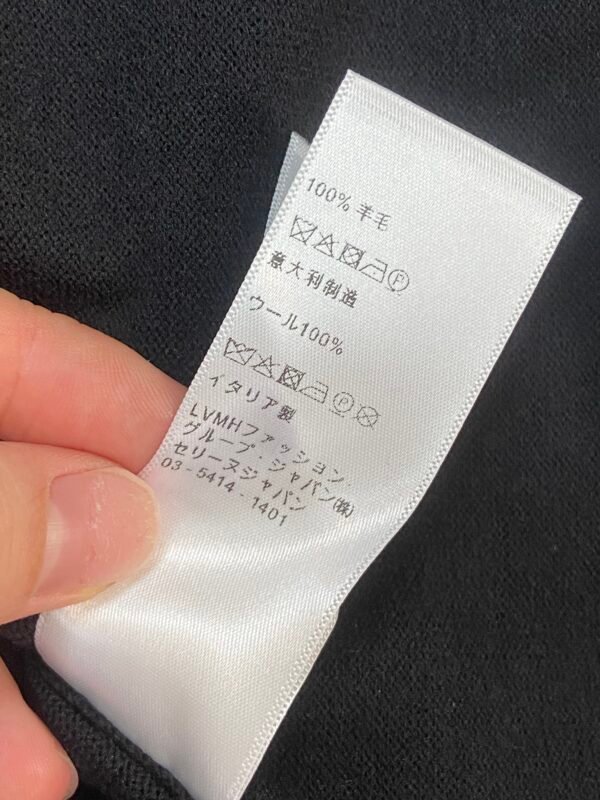 100% 羊毛
意大利制造
ウール100%
イタリア製
LVMHファッション
グループ・ジャパン(株)
セリーヌジャパン
03-5414-1401